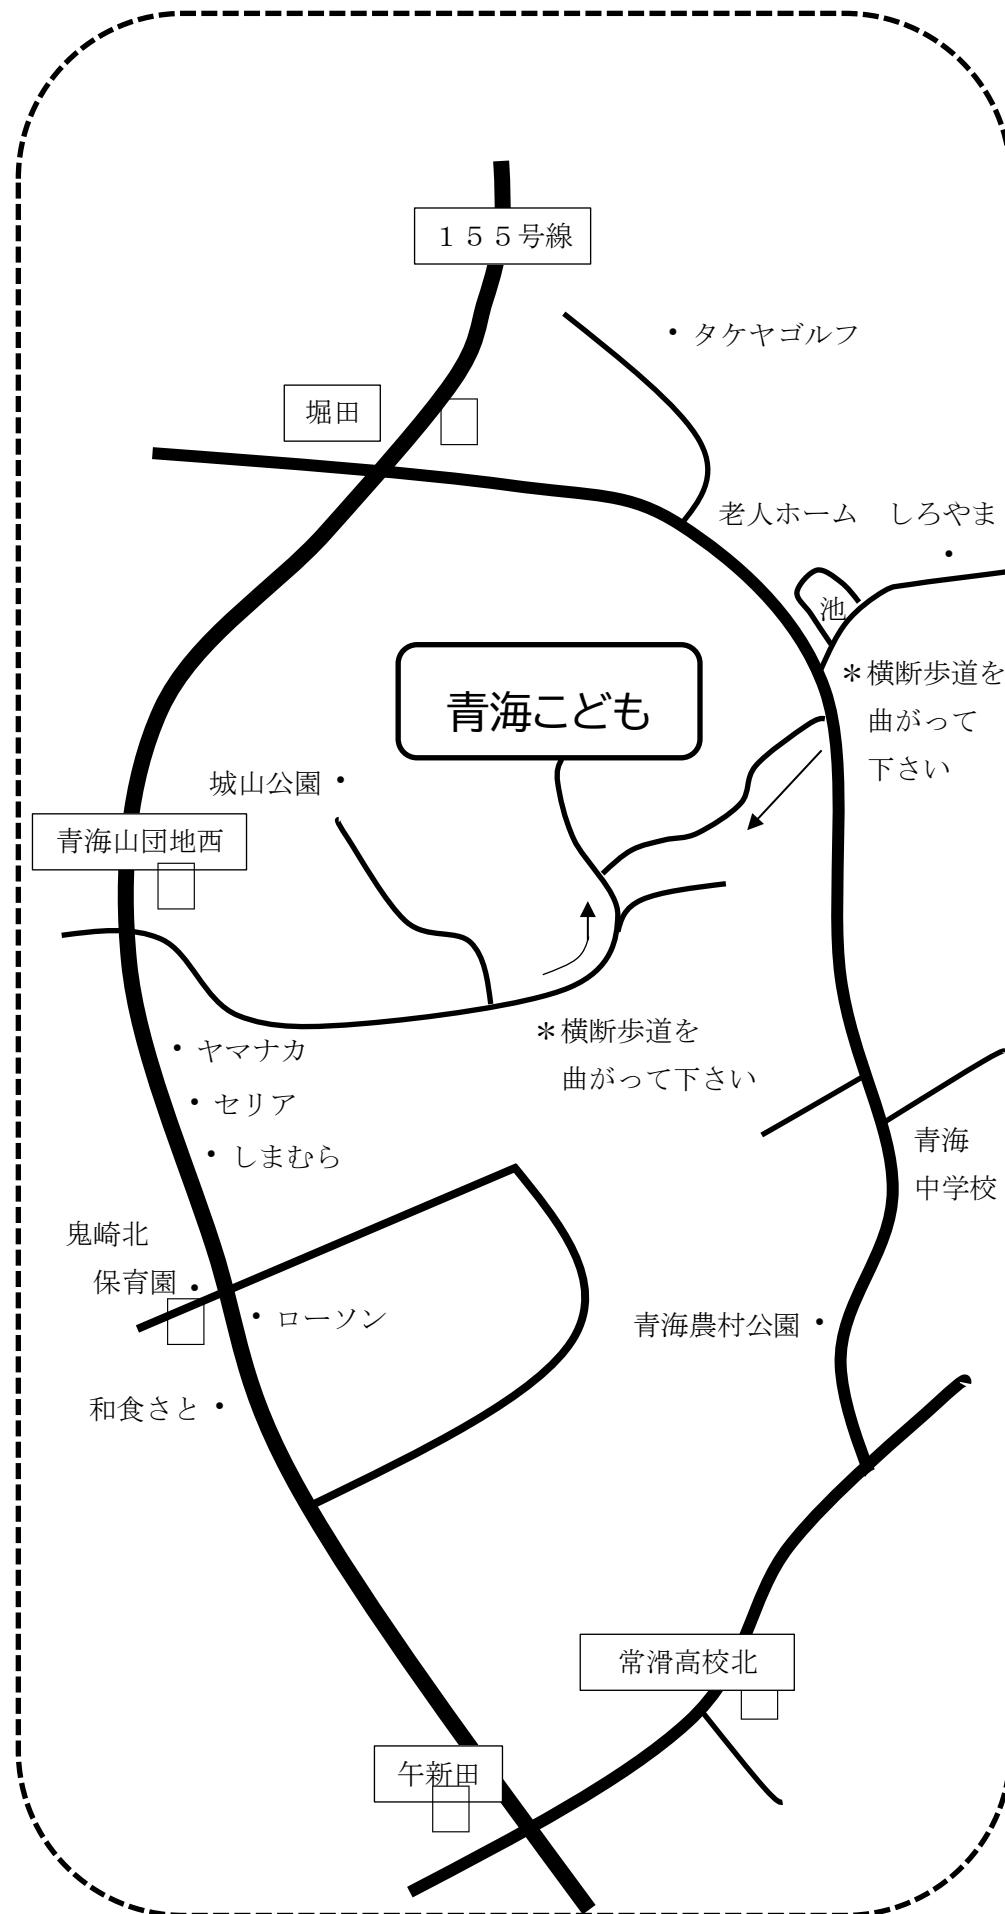 １５５号線
・タケヤゴルフ
堀田
老人ホーム　しろやま
・
池
＊横断歩道を
曲がって
下さい
青海こども
城山公園・
青海山団地西
＊横断歩道を
曲がって下さい
・ヤマナカ
・セリア
・しまむら
青海
中学校
鬼崎北
保育園・
・ローソン
青海農村公園・
和食さと・
常滑高校北
午新田